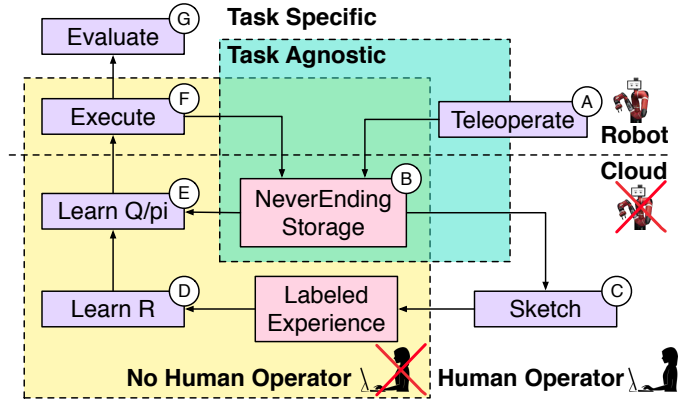 G
Task Specific
Evaluate
Task Agnostic
F
A
Execute
Teleoperate
Robot
Cloud
B
E
NeverEnding
Storage
Learn Q/pi
D
C
Labeled
Experience
Learn R
Sketch
No Human Operator
Human Operator